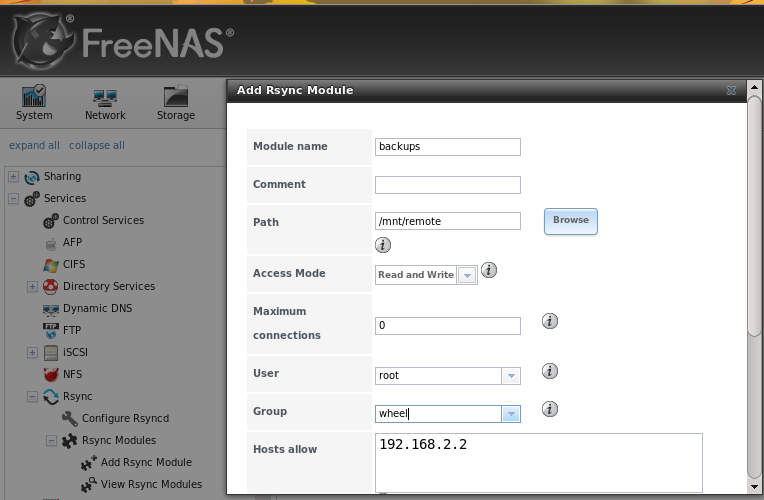 FreeNAS®
System
Network
Storage
expand all collapse all
Sharing
Services
Control Services
AFP
CIFS
Directory Services
Dynamic DNS
FTP
FTP
iSCSI
NFS
Rsync
Configure Rsyncd
Rsync Modules
Add Rsync Module
View Rsync Modules
Add Rsync Module
Module name backups
Comment
Path /mnt/remote Browse
i
Access Mode Read and Write i
Maximum
connections 0 i
User root i
Group wheel i
Hosts allow 192.168.2.2